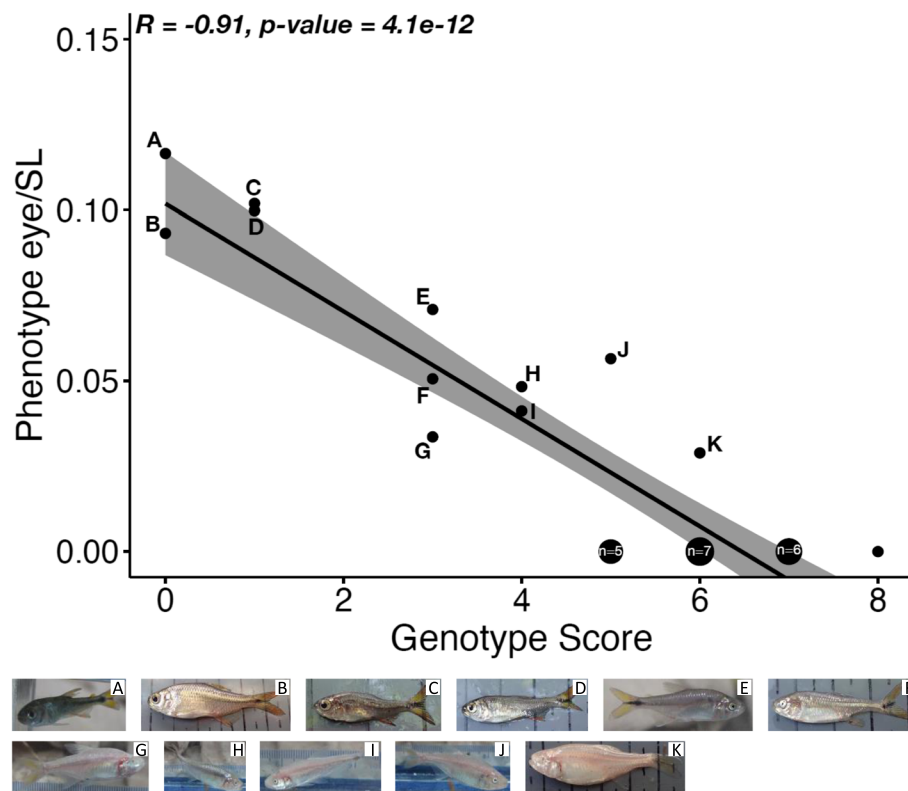 R = -0.91, p-value = 4.1e-12
0.15
A
C
0.10
B
D
Phenotype eye/SL
E
J
0.05
H
F
I
K
G
0.00
n=5
n=7
n=6
0
2
4
6
8
Genotype Score
A
B
C
D
E
G
H
I
J
K